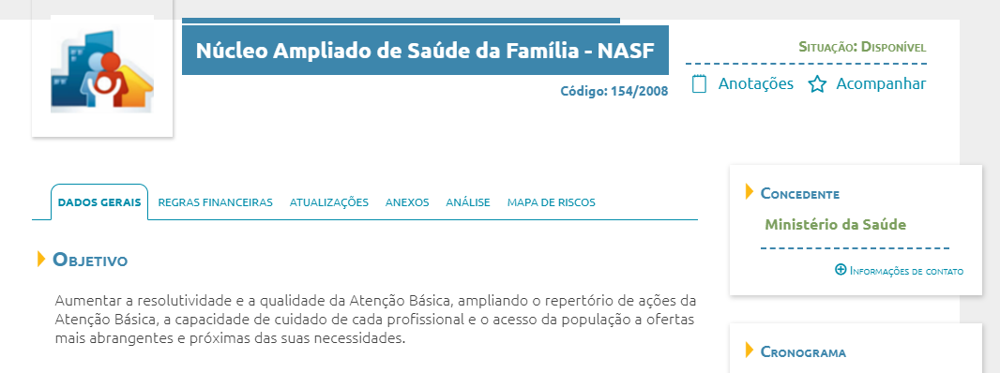 Núcleo Ampliado de Saúde da Família - NASF
Código: 154/2008
Situação: Disponível
Anotações Acompanhar
DADOS GERAIS REGRAS FINANCEIRAS ATUALIZAÇÕES ANEXOS ANÁLISE MAPA DE RISCOS
Objetivo
Aumentar a resolutividade e a qualidade da Atenção Básica, ampliando o repertório de ações da
Atenção Básica, a capacidade de cuidado de cada profissional e o acesso da população a ofertas
mais abrangentes e próximas das suas necessidades.
Concedente
Ministério da Saúde
Informações de contato
Cronograma